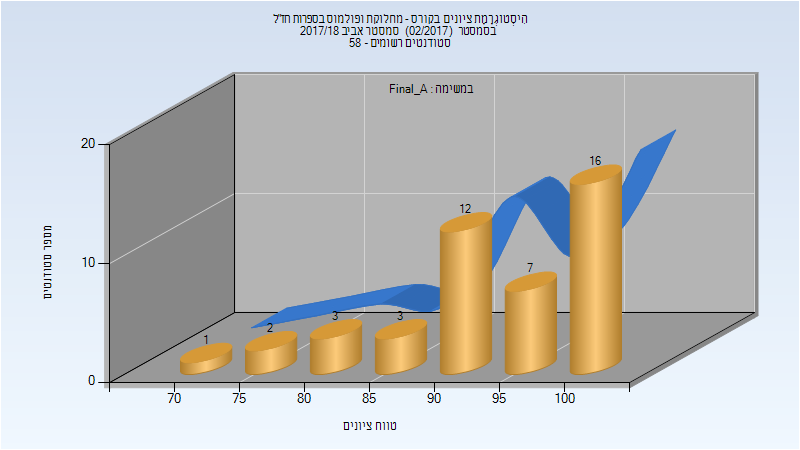 היסטוגרמת ציונים בקורס - מחלוקת ופולמוס בספרות חז"ל
בסמסטר (02/2017) סמסטר אביב 2017/18
סטודנטים רשומים - 58
במשימה : Final_A
מספר סטודנטים
20
10
0
1
2
3
3
12
7
16
70
75
80
85
90
95
100
טווח ציונים